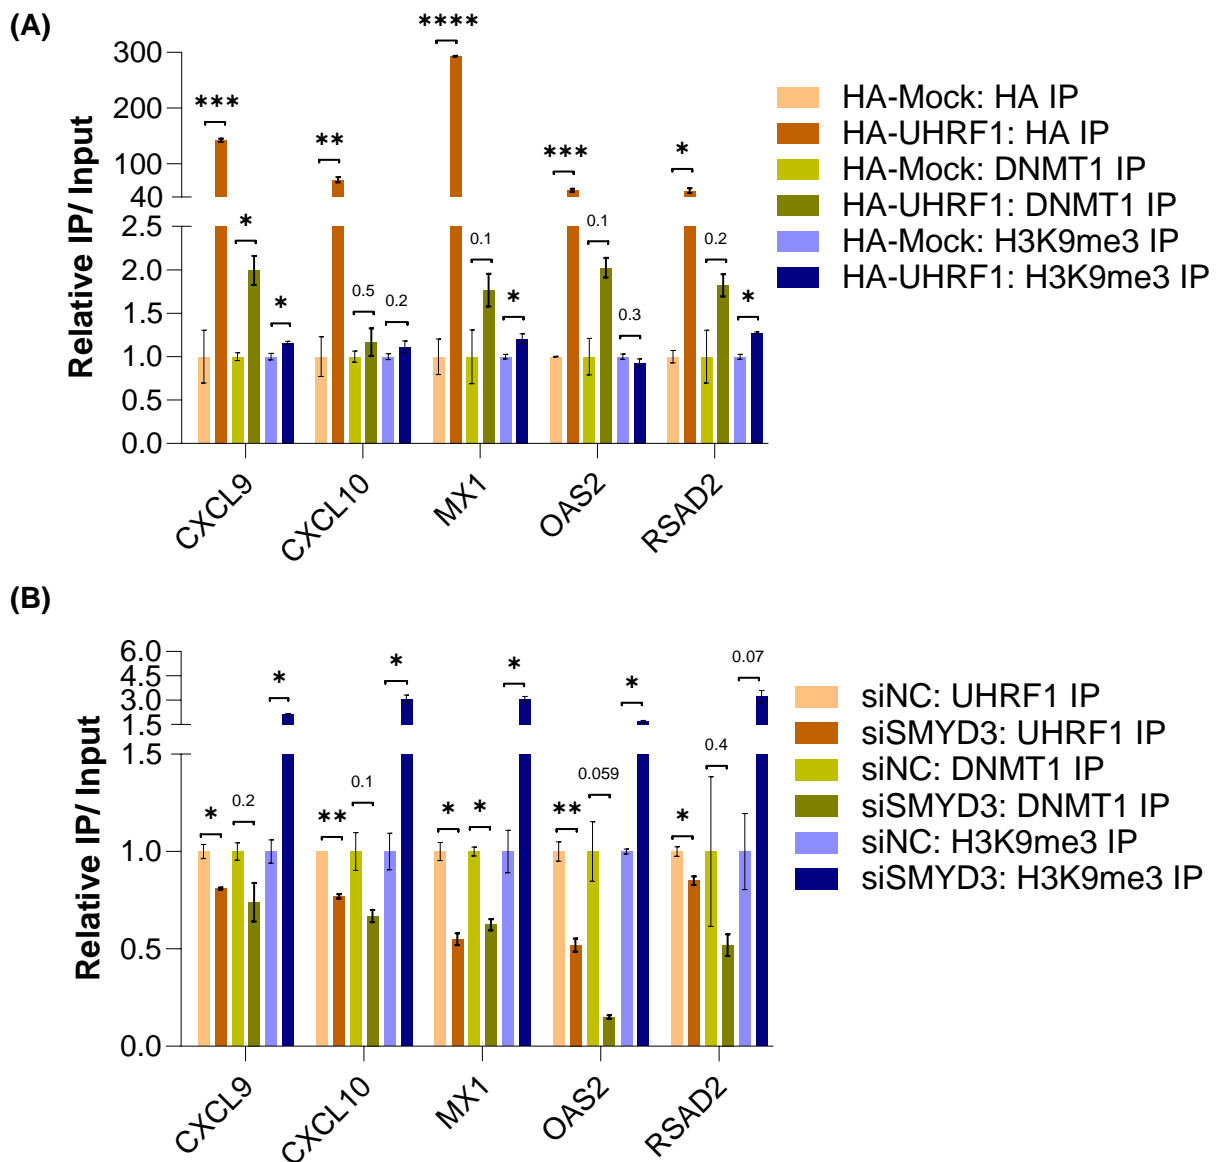 (A)
Relative IP/ Input
300
200
100
40
2.5
2.0
1.5
1.0
0.5
0.0
*** * *
** 0.5 0.2
**** 0.1 *
*** 0.1 0.3
* 0.2 *
CXCL9
CXCL10
MX1
OAS2
RSAD2
HA-Mock: HA IP
HA-UHRF1: HA IP
HA-Mock: DNMT1 IP
HA-UHRF1: DNMT1 IP
HA-Mock: H3K9me3 IP
HA-UHRF1: H3K9me3 IP
(B)
Relative IP/ Input
6.0
4.5
3.0
1.5
1.5
1.0
0.5
0.0
* 0.2 *
** 0.1 *
* * *
** 0.059 *
* 0.4 0.07
CXCL9
CXCL10
MX1
OAS2
RSAD2
siNC: UHRF1 IP
siSMYD3: UHRF1 IP
siNC: DNMT1 IP
siSMYD3: DNMT1 IP
siNC: H3K9me3 IP
siSMYD3: H3K9me3 IP